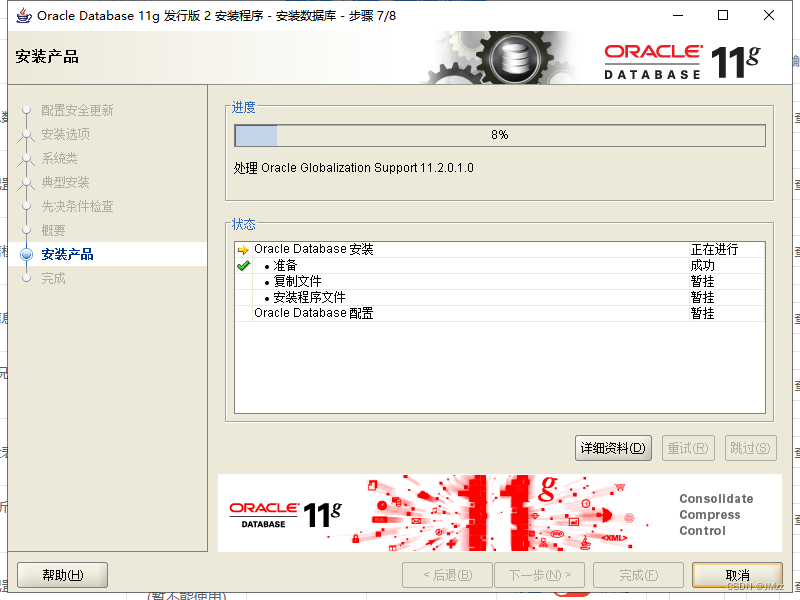 Oracle Database 11g 发行版 2 安装程序 - 安装数据库 - 步骤 7/8
安装产品
ORACLE
DATABASE 11g
配置安全更新
安装选项
系统类
典型安装
先决条件检查
概要
安装产品
完成
进度
8%
处理 Oracle Globalization Support 11.2.0.1.0
状态
Oracle Database 安装 正在进行
• 准备 成功
• 复制文件 暂挂
• 安装程序文件 暂挂
Oracle Database 配置 暂挂
详细资料(D) 重试(R) 跳过(S)
ORACLE
DATABASE 11g
11g
<XML>
Consolidate
Compress
Control
帮助(H) < 后退(B) 下一步(N) > 完成(F) 取消
(暂不能使用)